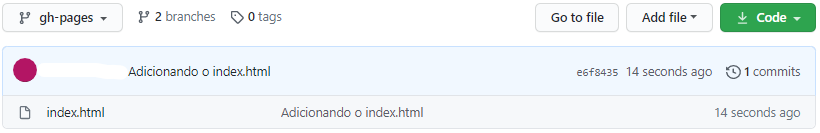 gh-pages 2 branches 0 tags Go to file Add file Code
Adicionando o index.html e6f8435 14 seconds ago 1 commits
index.html Adicionando o index.html 14 seconds ago